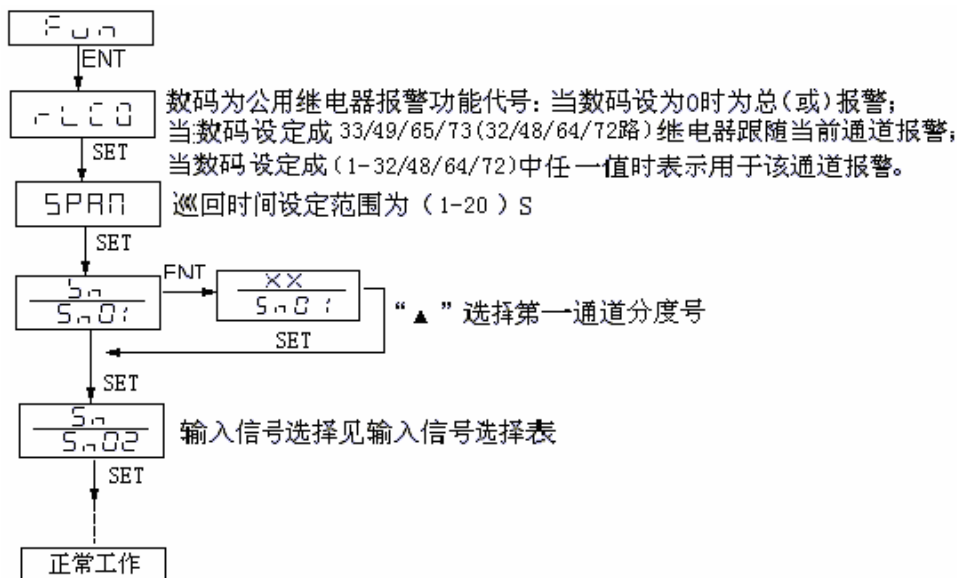 Fun
ENT
rLC0
数码为公用继电器报警功能代号:当数码设为0时为总(或)报警;
当数码设定成 33/49/65/73(32/48/64/72路)继电器跟随当前通道报警;
当数码设定成(1-32/48/64/72)中任一值时表示用于该通道报警。
SET
SPAN
巡回时间设定范围为(1-20)S
SET
Sn
Sn01
ENT
XX
Sn01
“▲”选择第一通道分度号
SET
SET
Sn
Sn02
输入信号选择见输入信号选择表
SET
正常工作